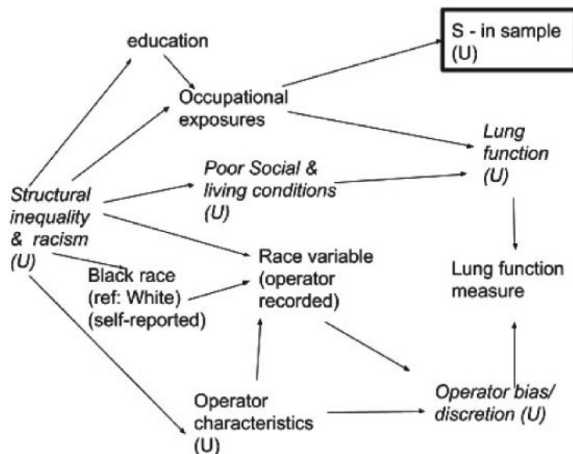 education
S - in sample
(U)
Occupational
exposures
Lung
function
(U)
Poor Social &
living conditions
(U)
Structural
inequality
& racism
(U)
Race variable
(operator
recorded)
Black race
(ref: White)
(self-reported)
Lung function
measure
Operator
characteristics
(U)
Operator bias/
discretion (U)